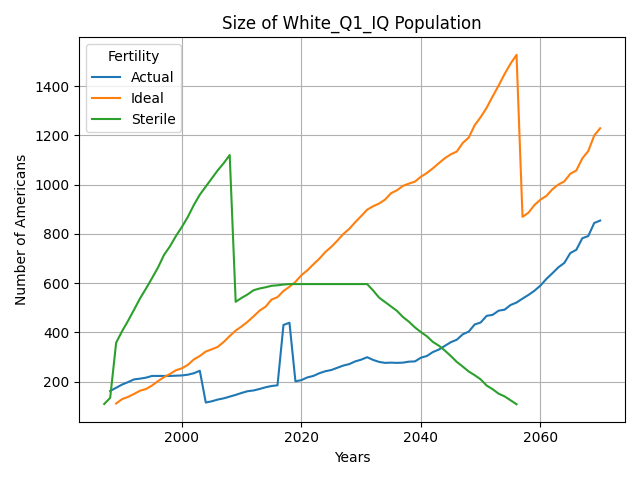 Size of White_Q1_IQ Population
Fertility
Actual
Ideal
Sterile
Number of Americans
1400
1200
1000
800
600
400
200
2000
2020
2040
2060
Years